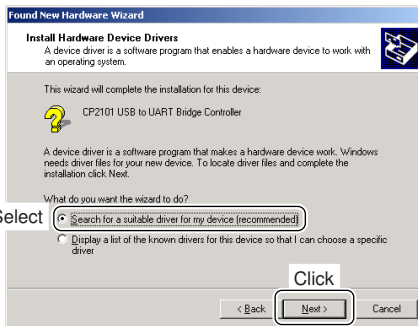 Found New Hardware Wizard
Install Hardware Device Drivers
A device driver is a software program that enables a hardware device to work with
an operating system.
This wizard will complete the installation for this device:
CP2101 USB to UART Bridge Controller
A device driver is a software program that makes a hardware device work. Windows
needs driver files for your new device. To locate driver files and complete the
installation click Next.
What do you want the wizard to do?
Select
Search for a suitable driver for my device (recommended)
Display a list of the known drivers for this device so that I can choose a specific
driver
Click
< Back
Next >
Cancel